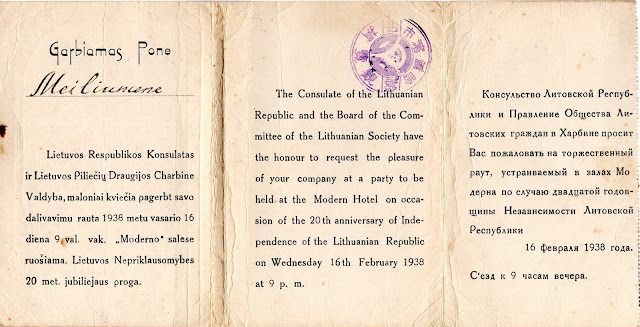 Garbiamas Pone
Meiliunene
Lietuvos Respublikos Konsulatas
ir Lietuvos Piliečių Draugijos Charbine
Valdyba, maloniai kviečia pagerbt savo
dalivavimu rauta 1938 metu vasario 16
diena 9 val. vak. „Moderno“ salese
ruošiama. Lietuvos Nepriklausomybes
20 met. jubiliejaus proga.
The Consulate of the Lithuanian
Republic and the Board of the Com-
mittee of the Lithuanian Society have
the honour to request the pleasure
of your company at a party to be
held at the Modern Hotel on occa-
sion of the 20th anniversary of Inde-
pendence of the Lithuanian Republic
on Wednesday 16th February 1938
at 9 p. m.
Консульство Литовской Респуб-
лики и Правление Общества Ли-
товских граждан в Харбине просит
Вас пожаловать на торжественный
раут, устраиваемый в залах Мо
дерна по случаю двадцатой годов-
щины Независимости Литовской
Республики
16 февраля 1938 года.
С'езд к 9 часам вечера.